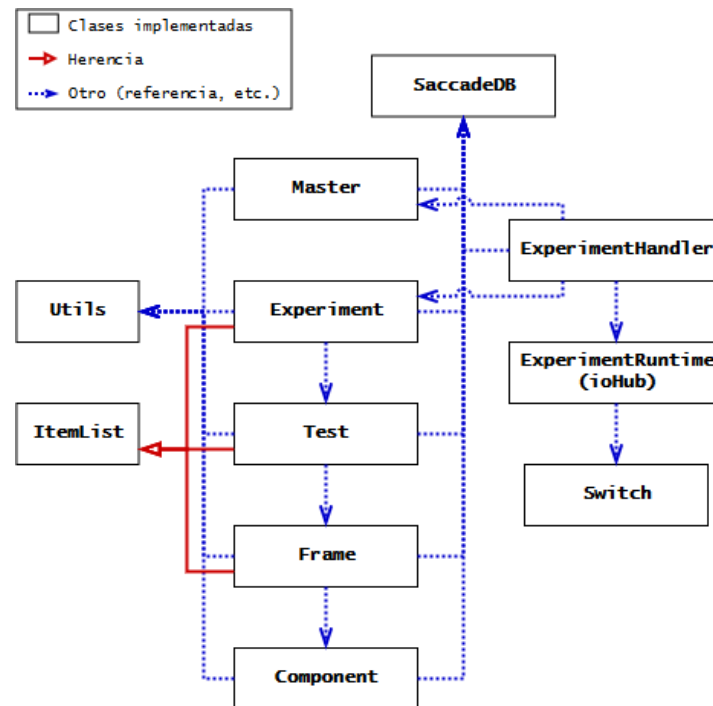 Clases implementadas
Herencia
Otro (referencia, etc.)
SaccadeDB
Master
ExperimentHandler
Utils
Experiment
ExperimentRuntime
(ioHub)
ItemList
Test
Switch
Frame
Component